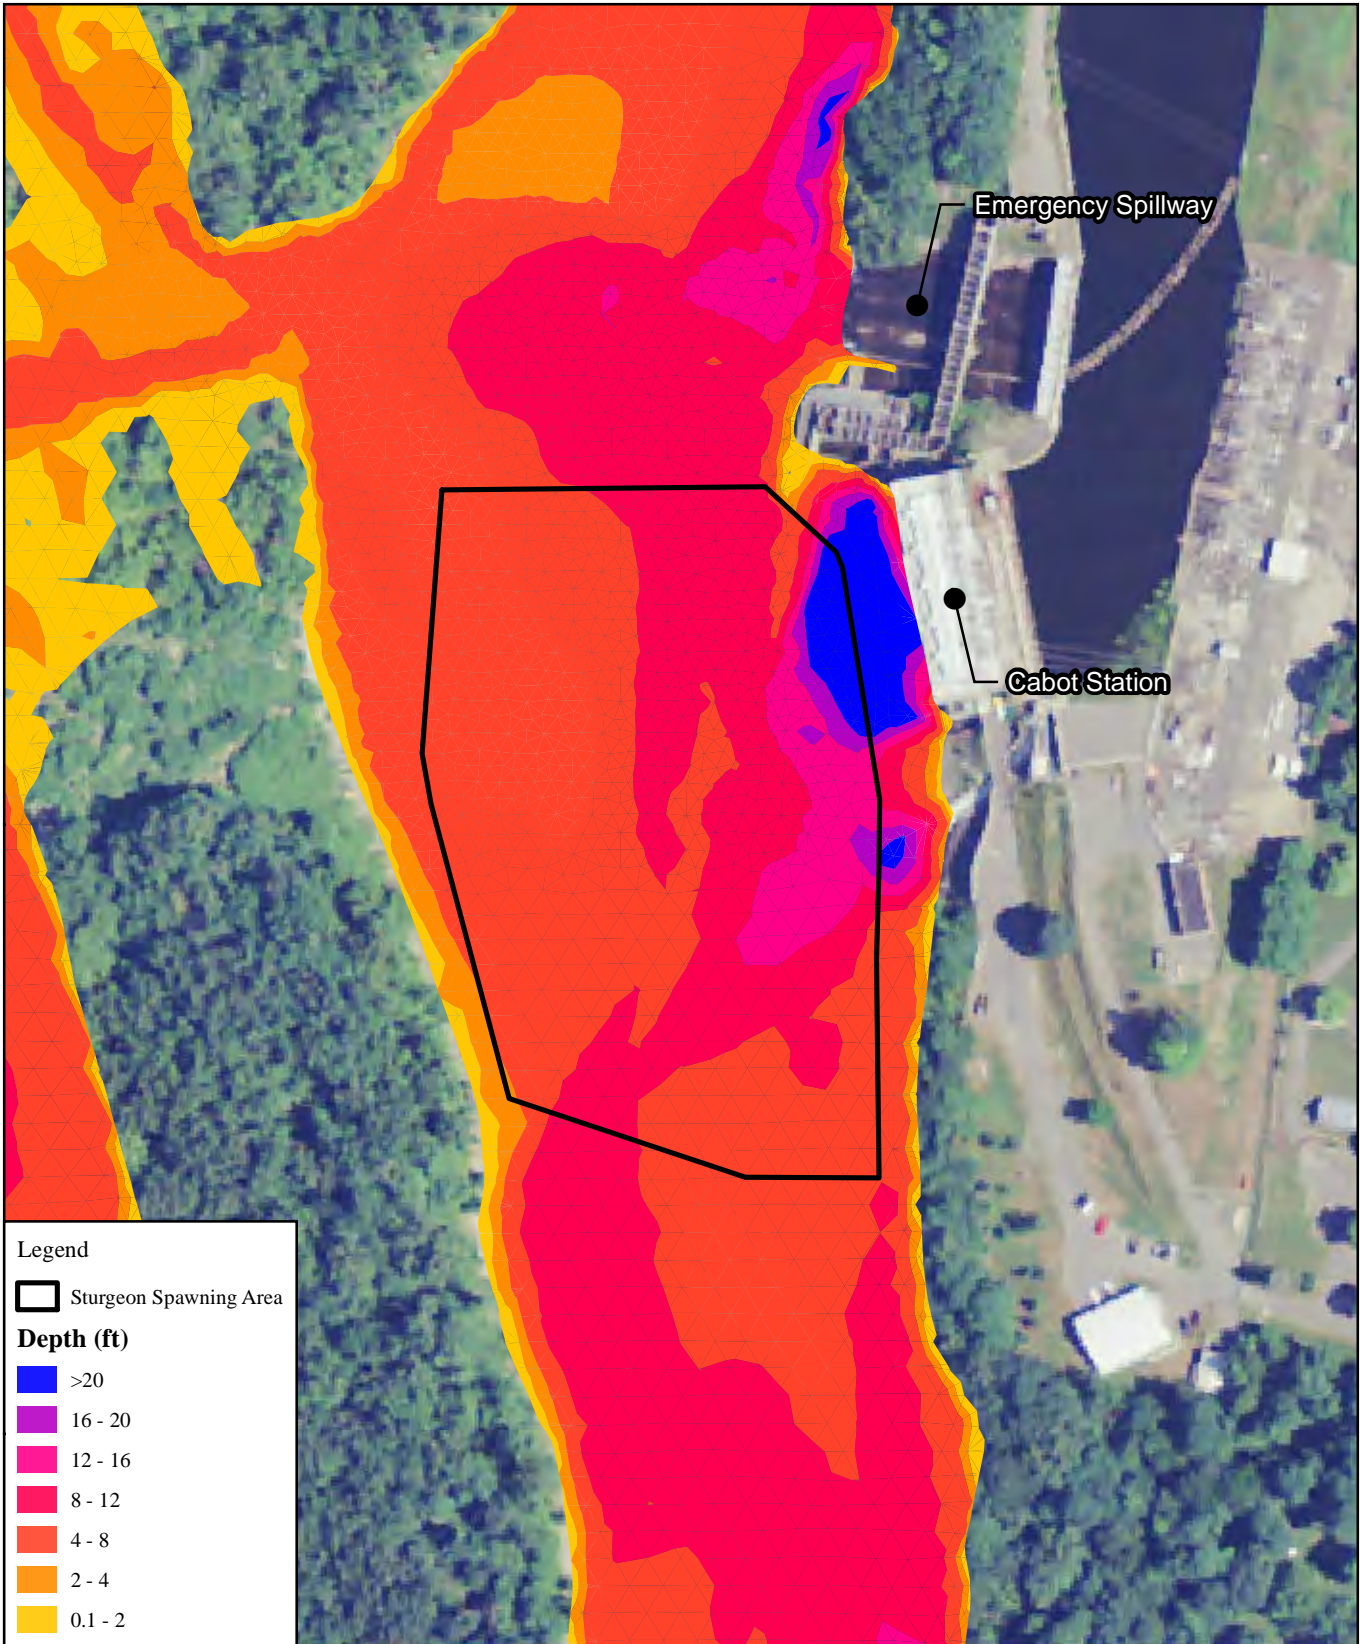 Emergency Spillway
Cabot Station
Legend
Sturgeon Spawning Area
Depth (ft)
>20
16 - 20
12 - 16
8 - 12
4 - 8
2 - 4
0.1 - 2